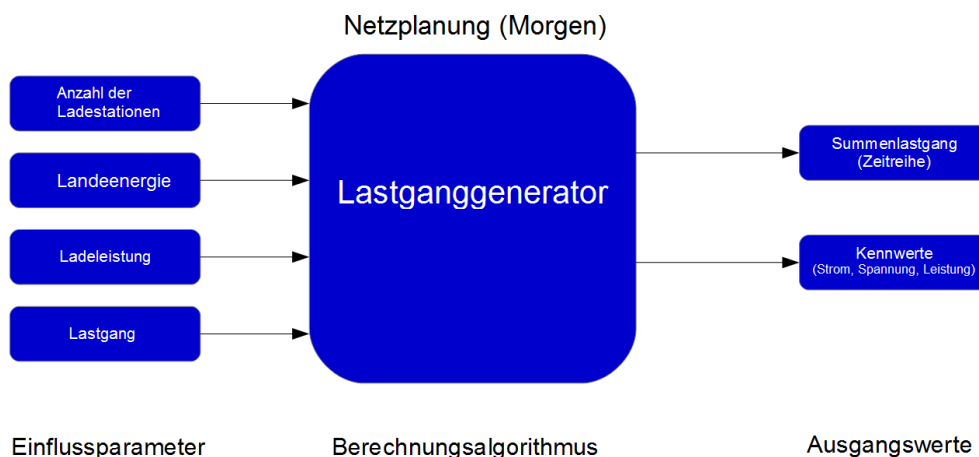 Netzplanung (Morgen)
Anzahl der
Ladestationen
Landeenergie
Ladeleistung
Lastgang
Lastganggenerator
Summenlastgang
(Zeitreihe)
Kennwerte
(Strom, Spannung, Leistung)
Einflussparameter
Berechnungsalgorithmus
Ausgangswerte